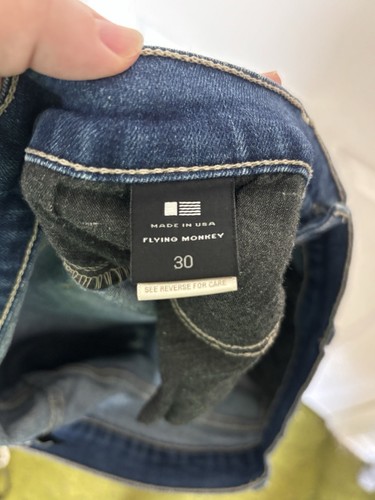 MADE IN USA
FLYING MONKEY
30
SEE REVERSE FOR CARE